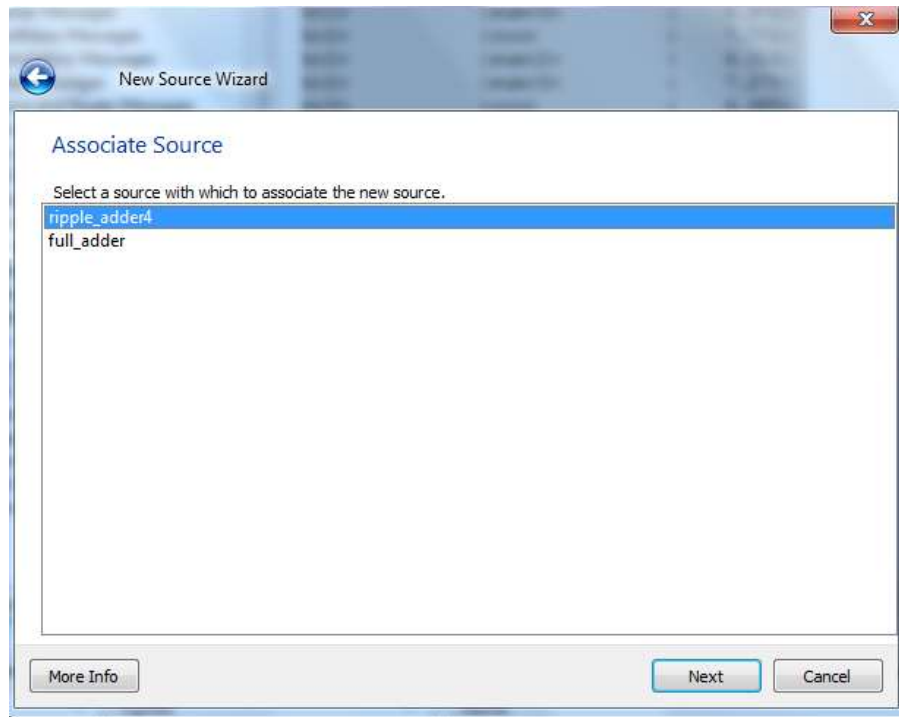 New Source Wizard
Associate Source
Select a source with which to associate the new source.
ripple_adder4
full_adder
More Info
Next
Cancel